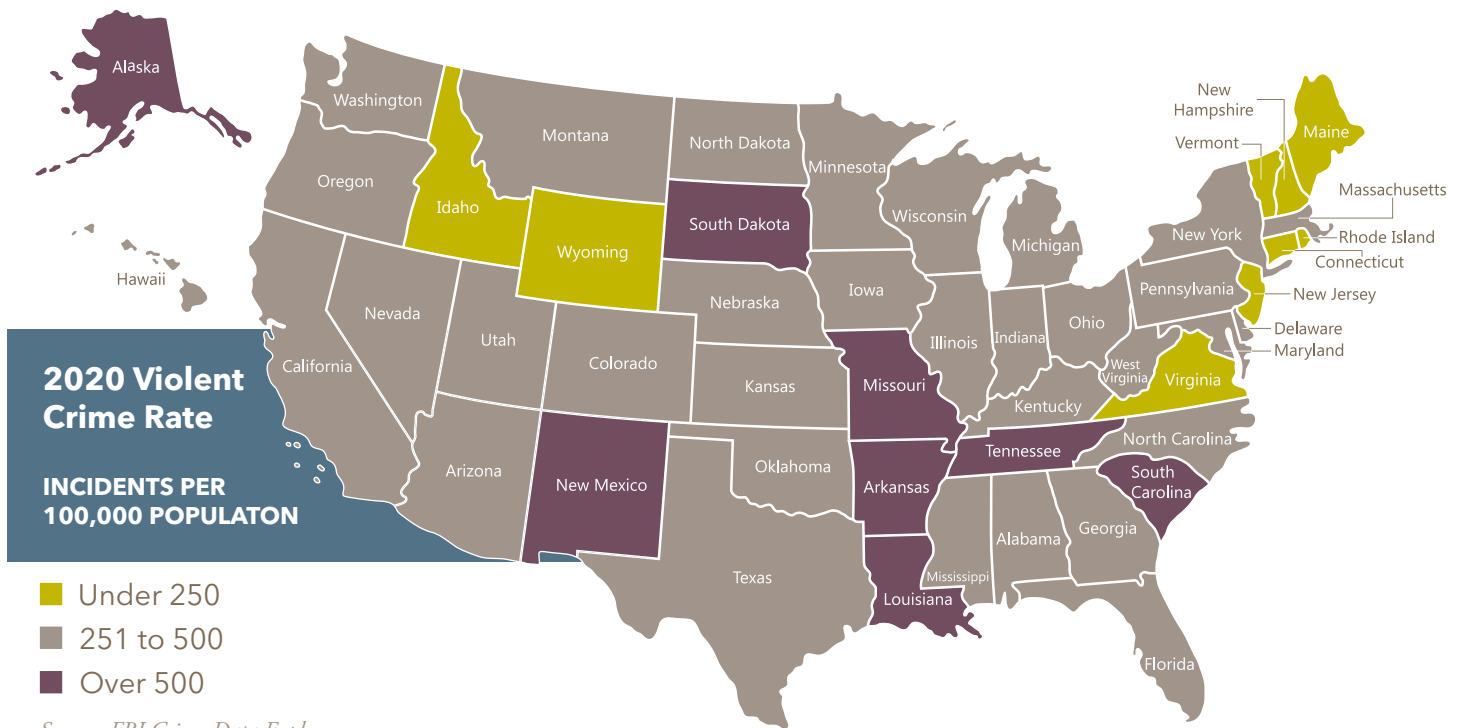 Alaska
Washington
Montana
North Dakota
Minnesota
New
Hampshire
Vermont
Maine
Massachusetts
Oregon
Idaho
Wyoming
South Dakota
Wisconsin
Michigan
New York
Rhode Island
Connecticut
Hawaii
Nevada
Utah
Nebraska
Iowa
Pennsylvania
New Jersey
California
Colorado
Kansas
Missouri
Illinois
Indiana
Ohio
West
Virginia
Virginia
Delaware
Maryland
Kentucky
Arizona
New Mexico
Oklahoma
Arkansas
Tennessee
North Carolina
South
Carolina
Texas
Louisiana
Mississippi
Alabama
Georgia
Florida
2020 Violent
Crime Rate
INCIDENTS PER
100,000 POPULATON
Under 250
251 to 500
Over 500